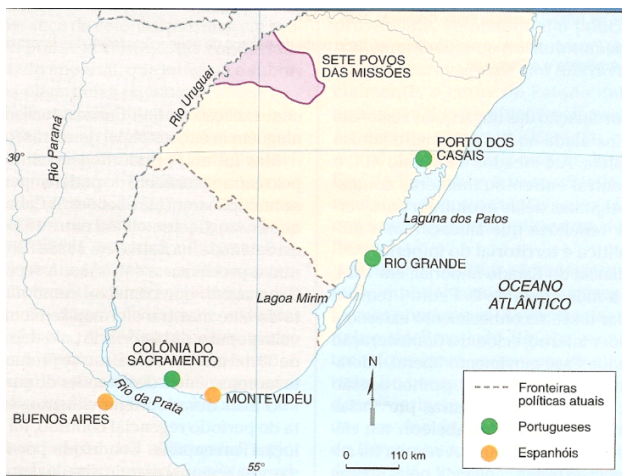 SETE POVOS
DAS MISSÕES
Rio Uruguai
Rio Paraná
30°
PORTO DOS
CASAIS
Laguna dos Patos
RIO GRANDE
OCEANO
ATLÂNTICO
Lagoa Mirim
COLÔNIA DO
SACRAMENTO
MONTEVIDÉU
BUENOS AIRES
Rio da Prata
55°
N
0 110 km
Fronteiras
políticas atuais
Portugueses
Espanhóis